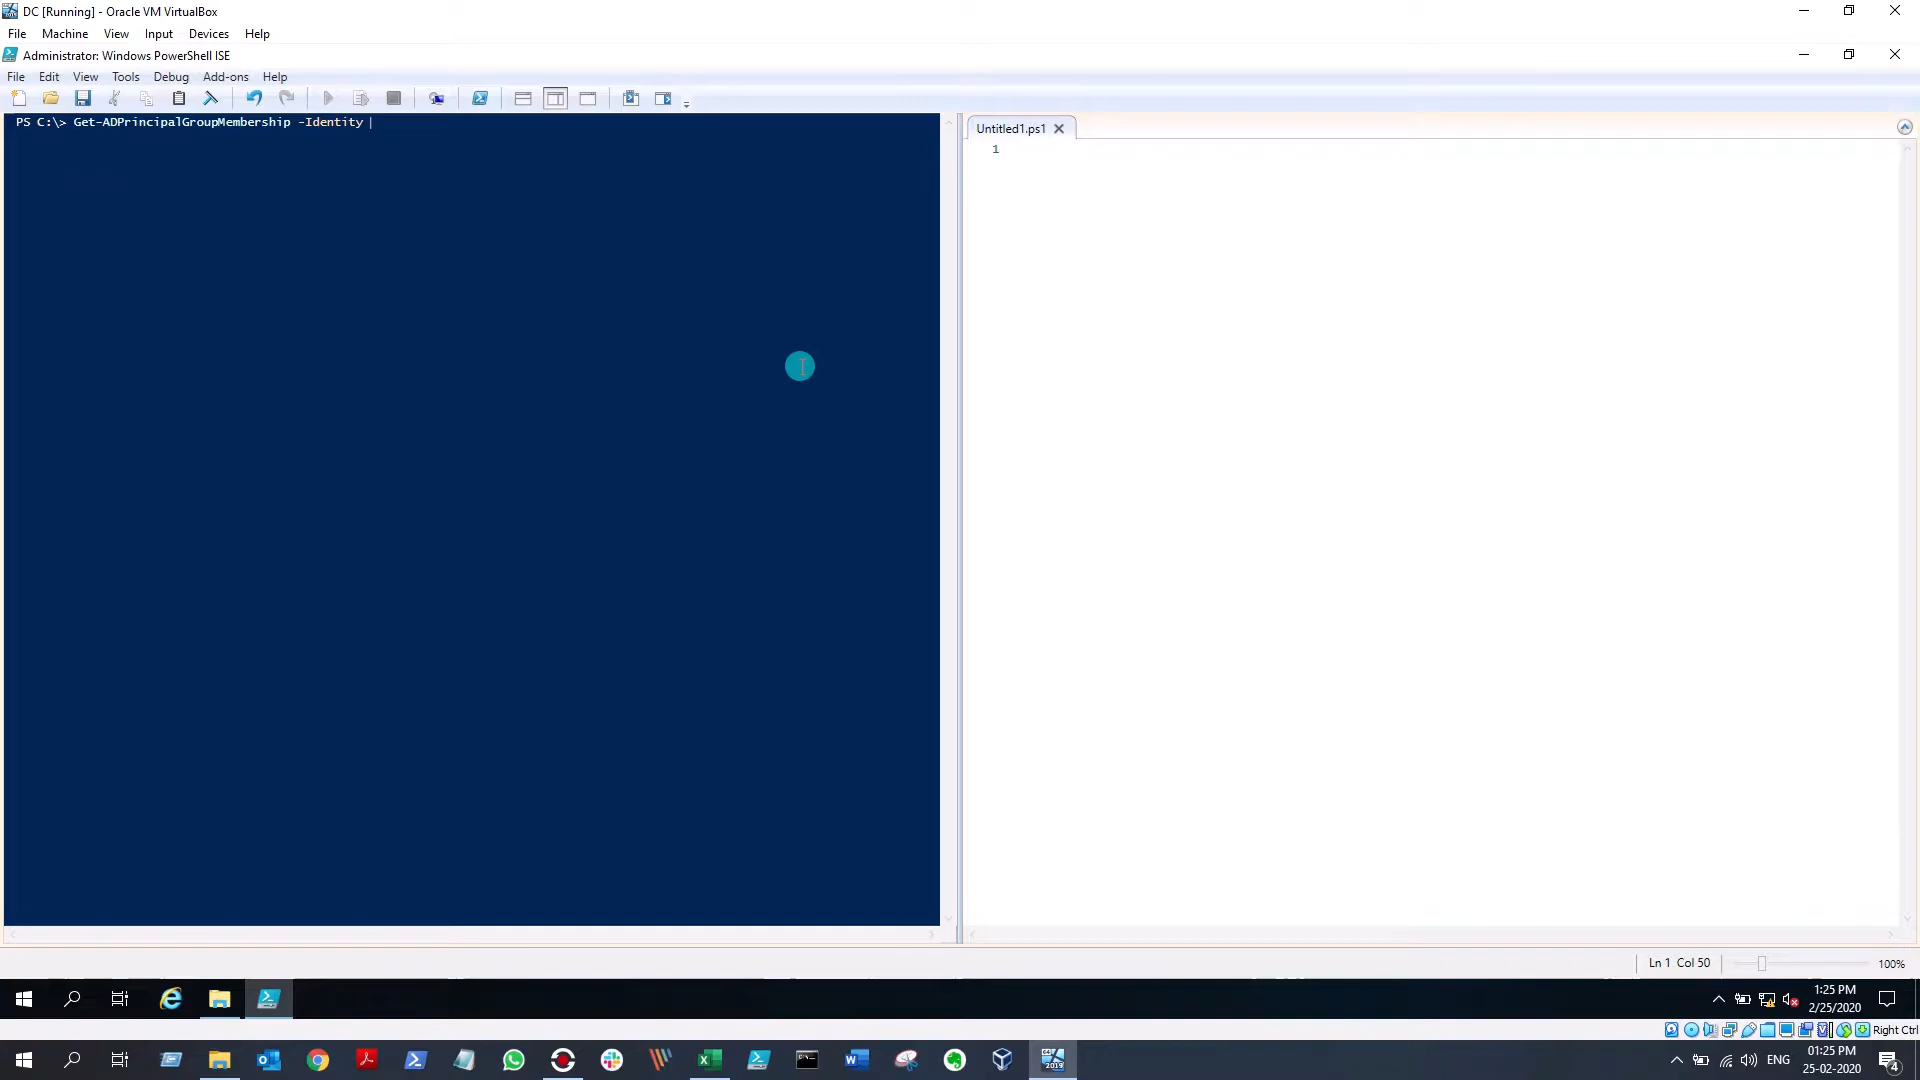 DC [Running] - Oracle VM VirtualBox
File Machine View Input Devices Help
Administrator: Windows PowerShell ISE
File Edit View Tools Debug Add-ons Help
PS C:\> Get-ADPrincipalGroupMembership -Identity
Untitled1.ps1
1
Ln 1 Col 50
100%
1:25 PM
2/25/2020
Right Ctrl
ENG
01:25 PM
25-02-2020
4
2019